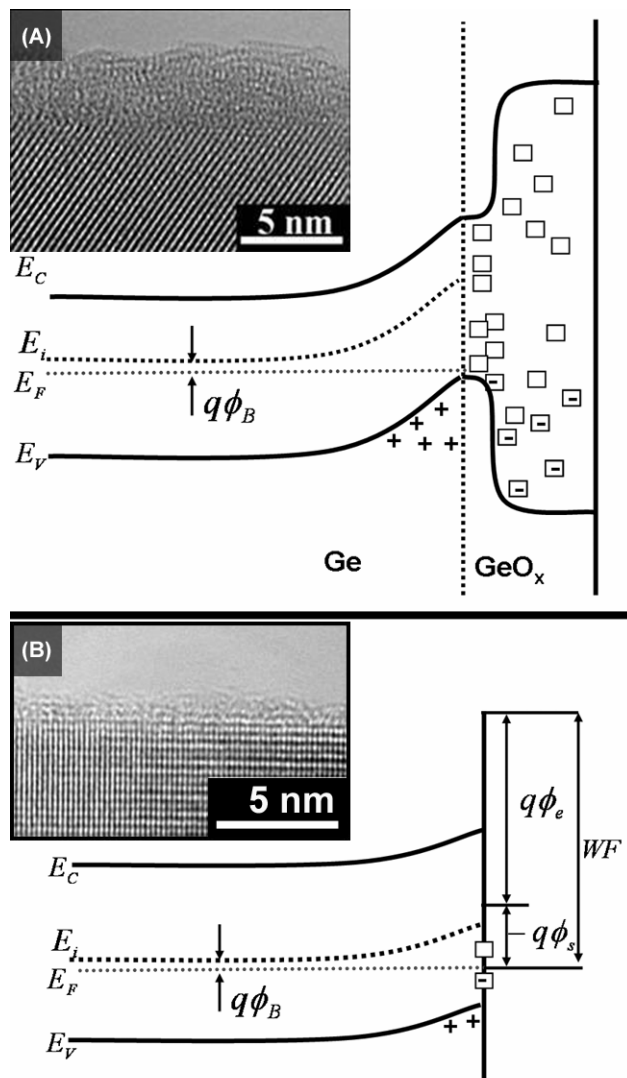 (A)
5 nm
E_C
E_i
E_F
qϕ_B
E_V
+ + + + + +
Ge
GeO_x
(B)
5 nm
qϕ_e
WF
E_C
E_i
–qϕ_s
E_F
qϕ_B
E_V
+ +